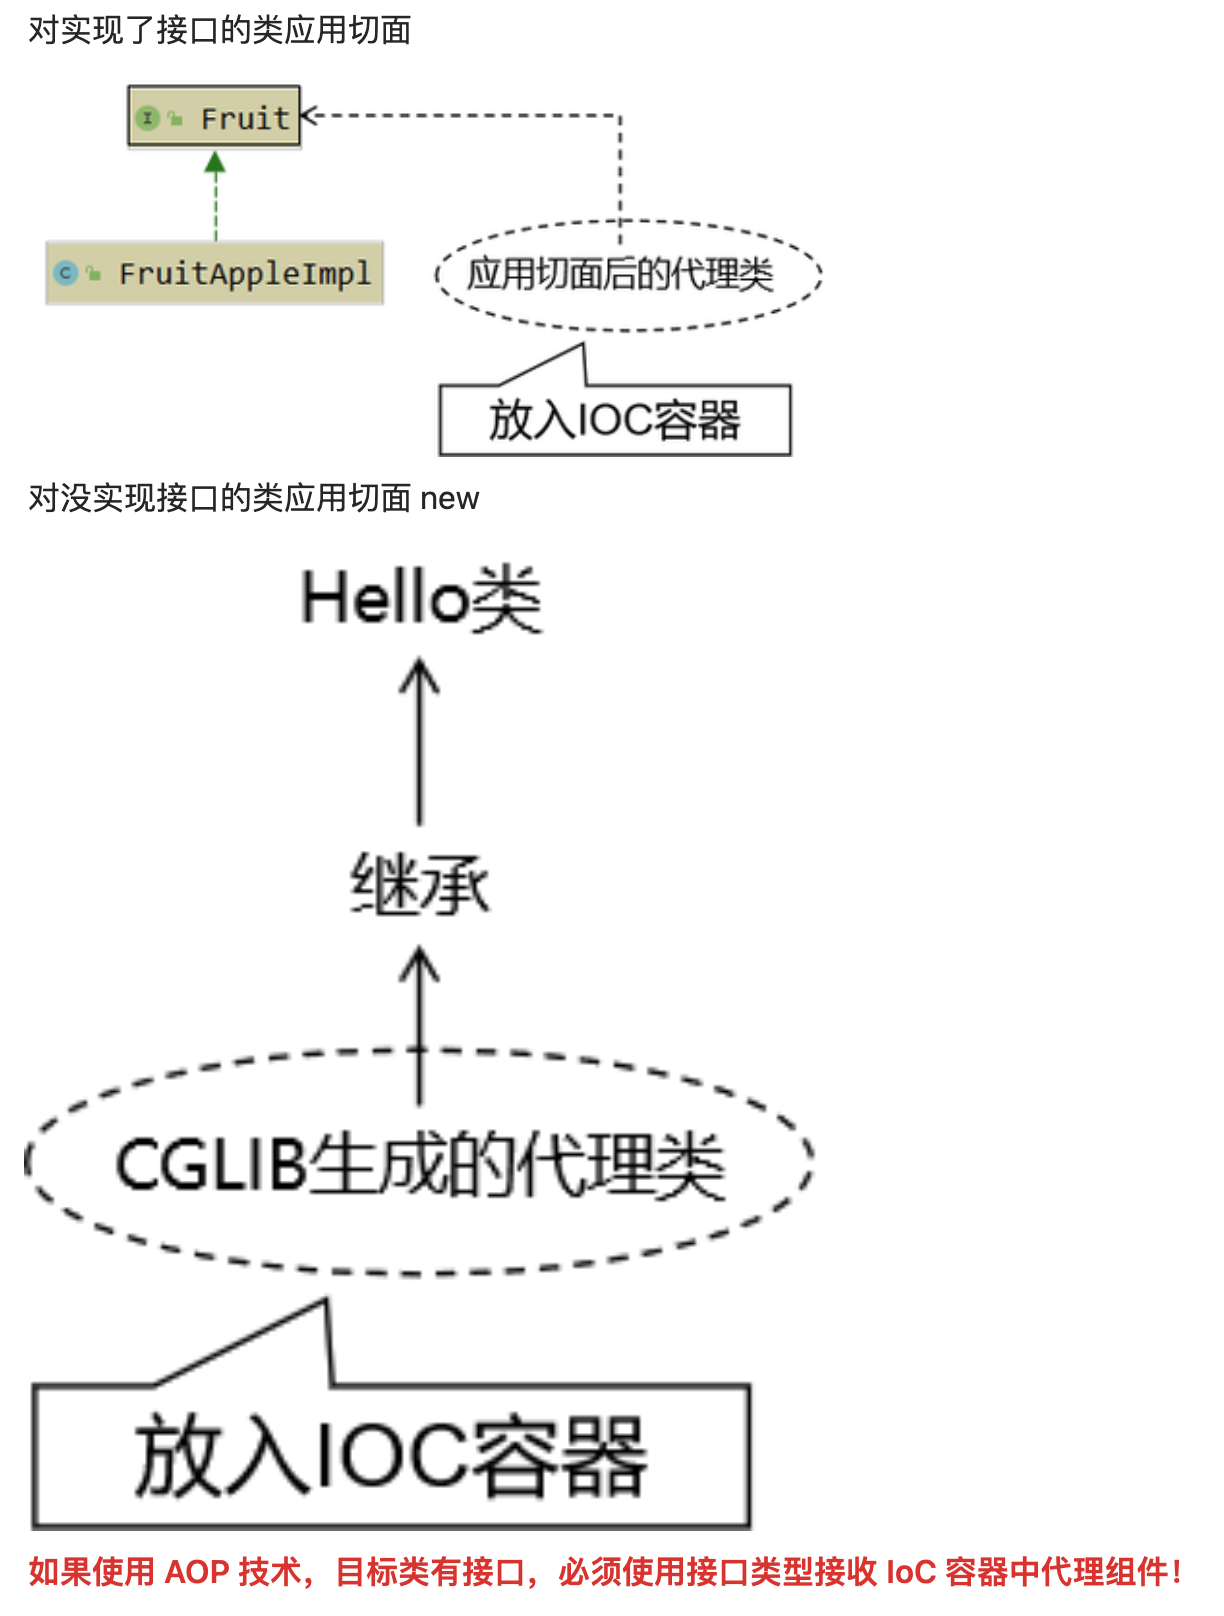 对实现了接口的类应用切面
Fruit
FruitAppleImpl
应用切面后的代理类
放入IOC容器
对没实现接口的类应用切面 new
Hello类
继承
CGLIB生成的代理类
放入IOC容器
如果使用 AOP 技术，目标类有接口，必须使用接口类型接收 IoC 容器中代理组件！